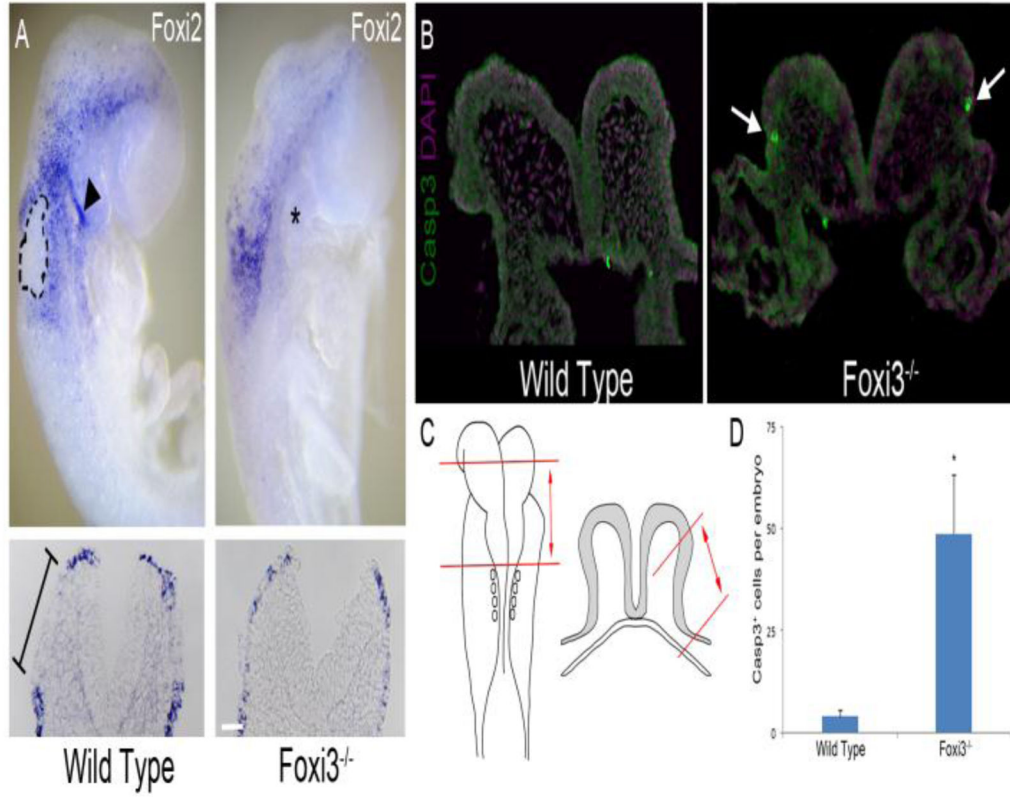 A
Foxi2
Foxi2
*
Wild Type
Foxi3-/-
B
Casp3 DAPI
Wild Type
Foxi3-/-
C
D
Casp3+ cells per embryo
75
50
25
0
*
Wild Type
Foxi3-/-